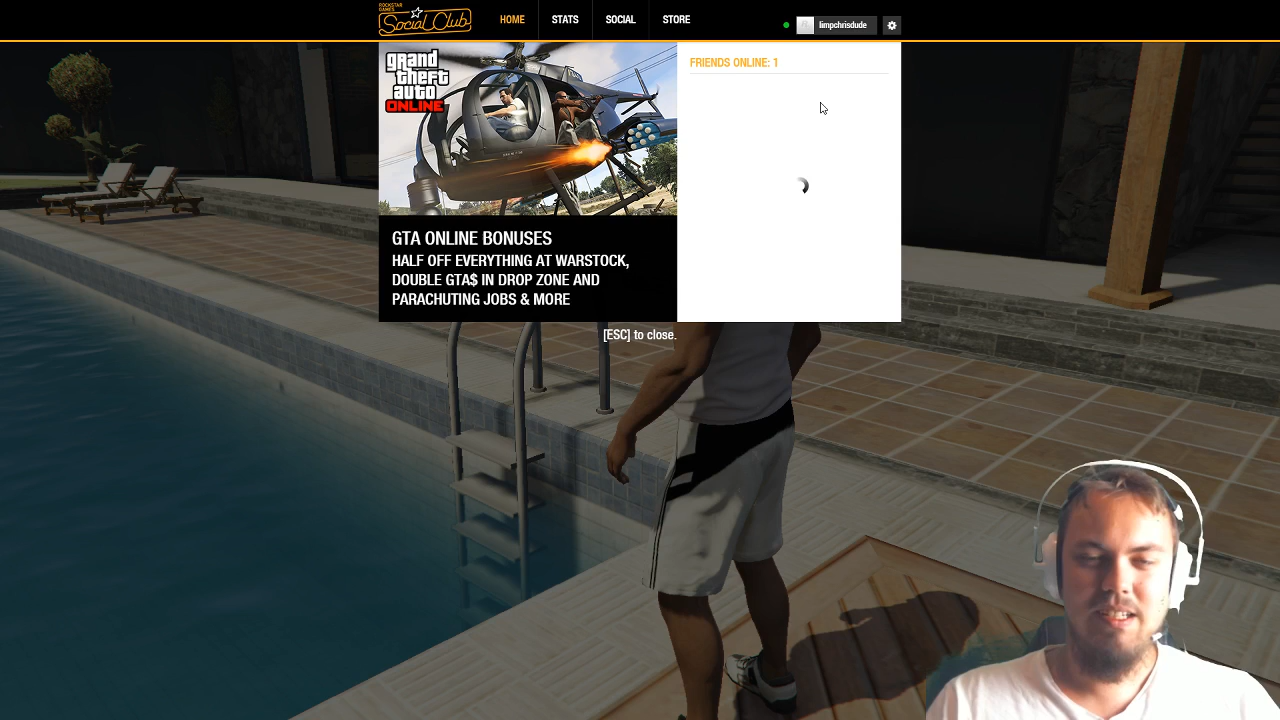 ROCKSTAR
GAMES
Social Club
HOME
STATS
SOCIAL
STORE
limpchrisdude
grand
theft
auto
ONLINE
FRIENDS ONLINE: 1
GTA ONLINE BONUSES
HALF OFF EVERYTHING AT WARSTOCK,
DOUBLE GTA$ IN DROP ZONE AND
PARACHUTING JOBS & MORE
[ESC] to close.